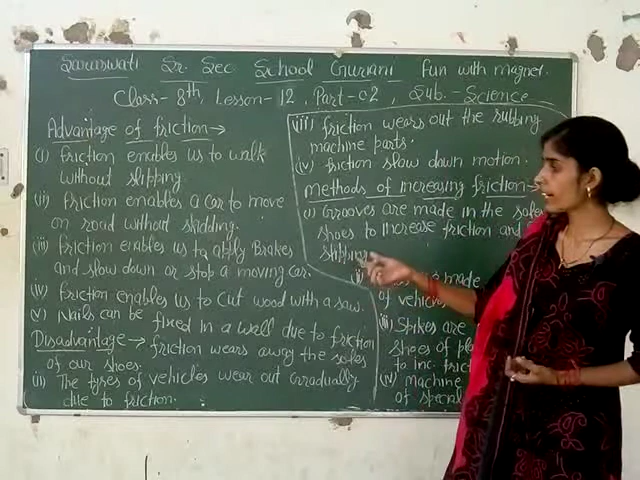 Saraswati Sr. Sec. School Guriani Fun with magnet.
Class- 8th, Lesson- 12, Part-02, Sub.- Science
Advantage of friction→
(i) Friction enables us to walk
without slipping
(ii) Friction enables a car to move
on road without skidding.
(iii) Friction enables us to apply Brakes
and slow down or stop a moving car.
(iv) Friction enables us to cut wood with a saw.
(v) Nails can be fixed in a wall due to friction
Disadvantage→ friction wears away the soles
of our shoes.
(ii) The tyres of vehicles wear out Grradually
due to friction.
(iii) friction wears out the rubbing
machine parts.
(iv) friction slow down motion.
Methods of increasing friction→
(i) Grooves are made in the soles
shoes to increase friction and
slipping
made
of vehicles
(iii) Spikes are
shoes of
to inc.
(iv) machine
of special